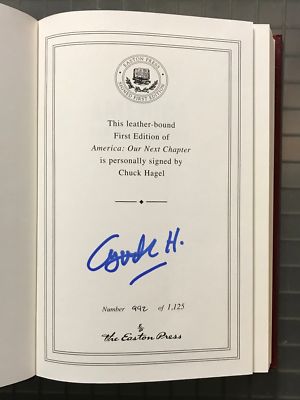 EASTON PRESS
SIGNED FIRST EDITION
This leather-bound
First Edition of
America: Our Next Chapter
is personally signed by
Chuck Hagel
Chuck H.
Number 992 of 1,125
The Easton Press